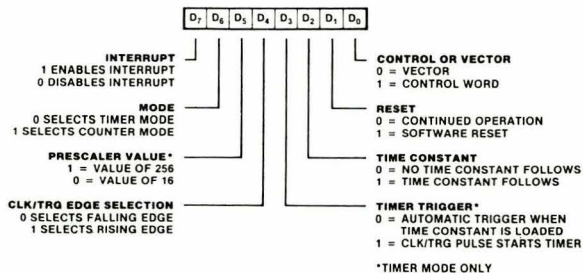 D7 D6 D5 D4 D3 D2 D1 D0
INTERRUPT
1 ENABLES INTERRUPT
0 DISABLES INTERRUPT
MODE
0 SELECTS TIMER MODE
1 SELECTS COUNTER MODE
PRESCALER VALUE*
1 = VALUE OF 256
0 = VALUE OF 16
CLK/TRG EDGE SELECTION
0 SELECTS FALLING EDGE
1 SELECTS RISING EDGE
CONTROL OR VECTOR
0 = VECTOR
1 = CONTROL WORD
RESET
0 = CONTINUED OPERATION
1 = SOFTWARE RESET
TIME CONSTANT
0 = NO TIME CONSTANT FOLLOWS
1 = TIME CONSTANT FOLLOWS
TIMER TRIGGER*
0 = AUTOMATIC TRIGGER WHEN
TIME CONSTANT IS LOADED
1 = CLK/TRG PULSE STARTS TIMER
*TIMER MODE ONLY